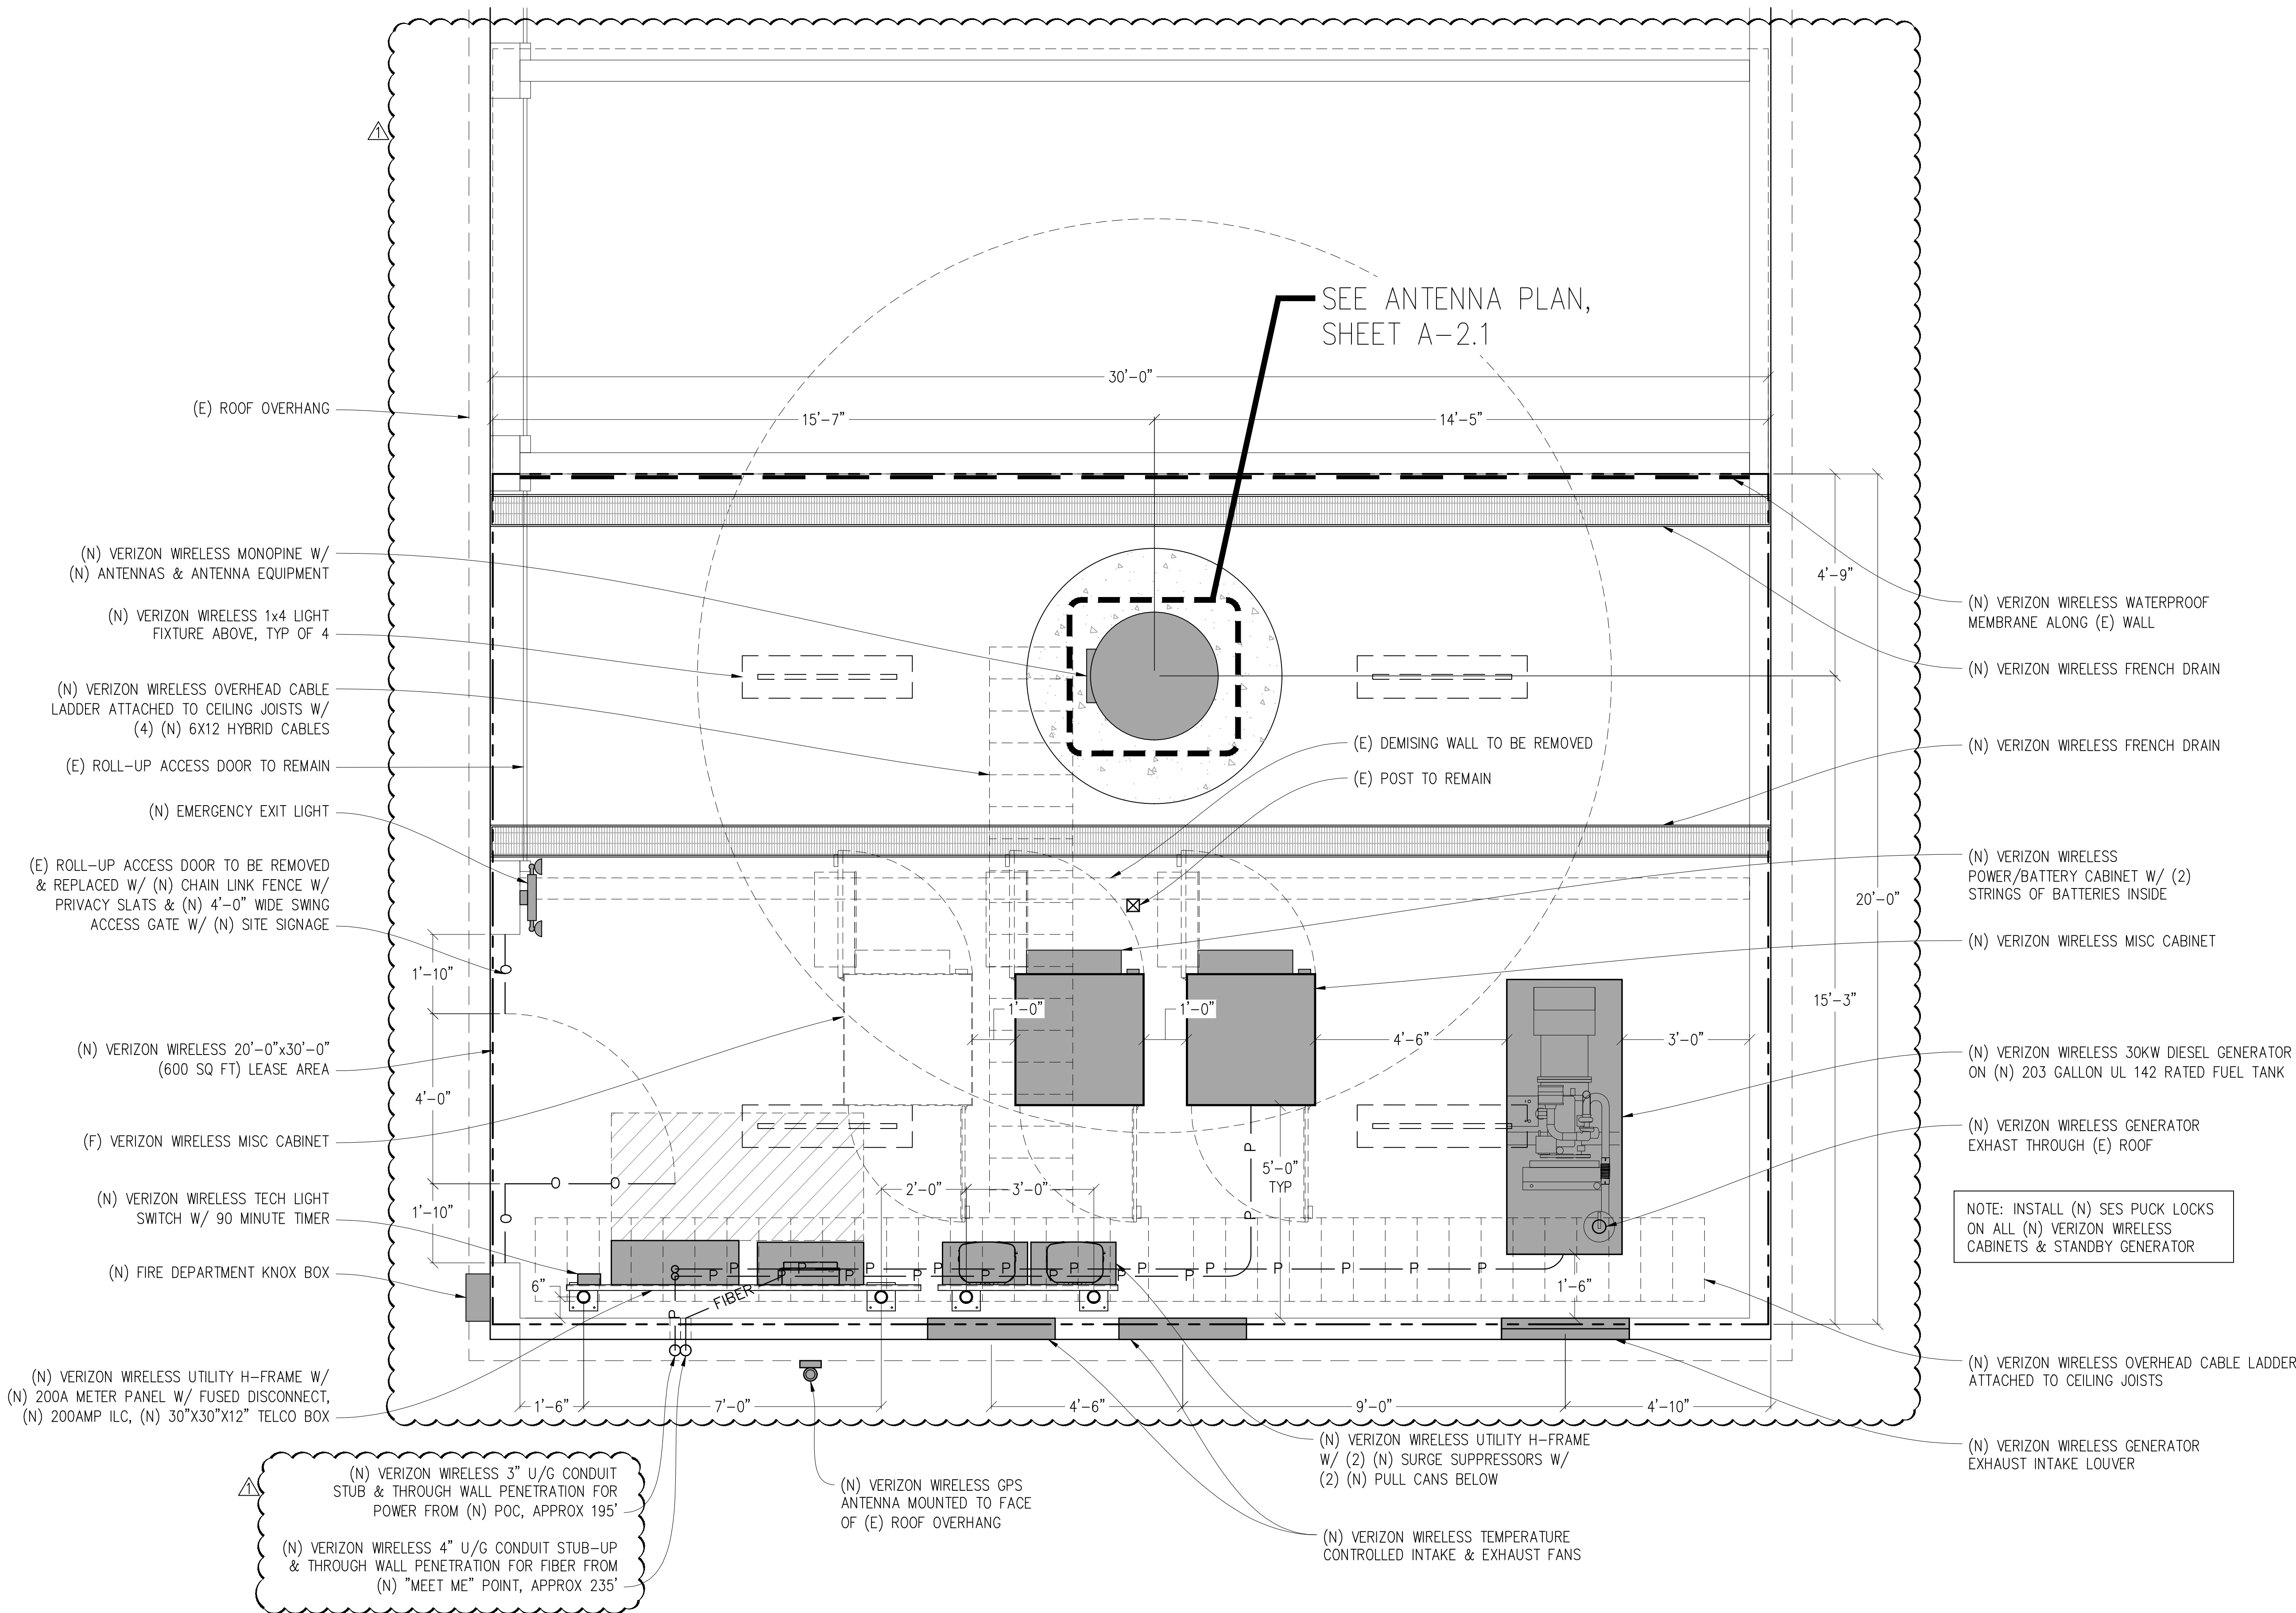 1
SEE ANTENNA PLAN,
SHEET A-2.1
30'-0"
15'-7"
14'-5"
(E) ROOF OVERHANG
(N) VERIZON WIRELESS MONOPINE W/
(N) ANTENNAS & ANTENNA EQUIPMENT
(N) VERIZON WIRELESS 1x4 LIGHT
FIXTURE ABOVE, TYP OF 4
(N) VERIZON WIRELESS OVERHEAD CABLE
LADDER ATTACHED TO CEILING JOISTS W/
(4) (N) 6X12 HYBRID CABLES
(E) ROLL-UP ACCESS DOOR TO REMAIN
(N) EMERGENCY EXIT LIGHT
(E) ROLL-UP ACCESS DOOR TO BE REMOVED
& REPLACED W/ (N) CHAIN LINK FENCE W/
PRIVACY SLATS & (N) 4'-0" WIDE SWING
ACCESS GATE W/ (N) SITE SIGNAGE
(N) VERIZON WIRELESS 20'-0"x30'-0"
(600 SQ FT) LEASE AREA
(F) VERIZON WIRELESS MISC CABINET
(N) VERIZON WIRELESS TECH LIGHT
SWITCH W/ 90 MINUTE TIMER
(N) FIRE DEPARTMENT KNOX BOX
(N) VERIZON WIRELESS UTILITY H-FRAME W/
(N) 200A METER PANEL W/ FUSED DISCONNECT,
(N) 200AMP ILC, (N) 30"X30"X12" TELCO BOX
1'-10"
4'-0"
1'-10"
(E) DEMISING WALL TO BE REMOVED
(E) POST TO REMAIN
1'-0"
1'-0"
4'-6"
3'-0"
5'-0"
TYP
2'-0"
3'-0"
6"
1'-6"
P P P P P P P P
P P P P P P P
P
P
P
FIBER
4'-9"
20'-0"
15'-3"
(N) VERIZON WIRELESS WATERPROOF
MEMBRANE ALONG (E) WALL
(N) VERIZON WIRELESS FRENCH DRAIN
(N) VERIZON WIRELESS FRENCH DRAIN
(N) VERIZON WIRELESS
POWER/BATTERY CABINET W/ (2)
STRINGS OF BATTERIES INSIDE
(N) VERIZON WIRELESS MISC CABINET
(N) VERIZON WIRELESS 30KW DIESEL GENERATOR
ON (N) 203 GALLON UL 142 RATED FUEL TANK
(N) VERIZON WIRELESS GENERATOR
EXHAST THROUGH (E) ROOF
NOTE: INSTALL (N) SES PUCK LOCKS
ON ALL (N) VERIZON WIRELESS
CABINETS & STANDBY GENERATOR
(N) VERIZON WIRELESS OVERHEAD CABLE LADDER
ATTACHED TO CEILING JOISTS
(N) VERIZON WIRELESS GENERATOR
EXHAUST INTAKE LOUVER
1'-6"
7'-0"
4'-6"
9'-0"
4'-10"
1
(N) VERIZON WIRELESS 3" U/G CONDUIT
STUB & THROUGH WALL PENETRATION FOR
POWER FROM (N) POC, APPROX 195'
(N) VERIZON WIRELESS 4" U/G CONDUIT STUB-UP
& THROUGH WALL PENETRATION FOR FIBER FROM
(N) "MEET ME" POINT, APPROX 235'
(N) VERIZON WIRELESS GPS
ANTENNA MOUNTED TO FACE
OF (E) ROOF OVERHANG
(N) VERIZON WIRELESS UTILITY H-FRAME
W/ (2) (N) SURGE SUPPRESSORS W/
(2) (N) PULL CANS BELOW
(N) VERIZON WIRELESS TEMPERATURE
CONTROLLED INTAKE & EXHAUST FANS